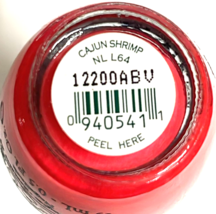 CAJUN SHRIMP
NL L64
12200ABV
0 940541 1
PEEL HERE